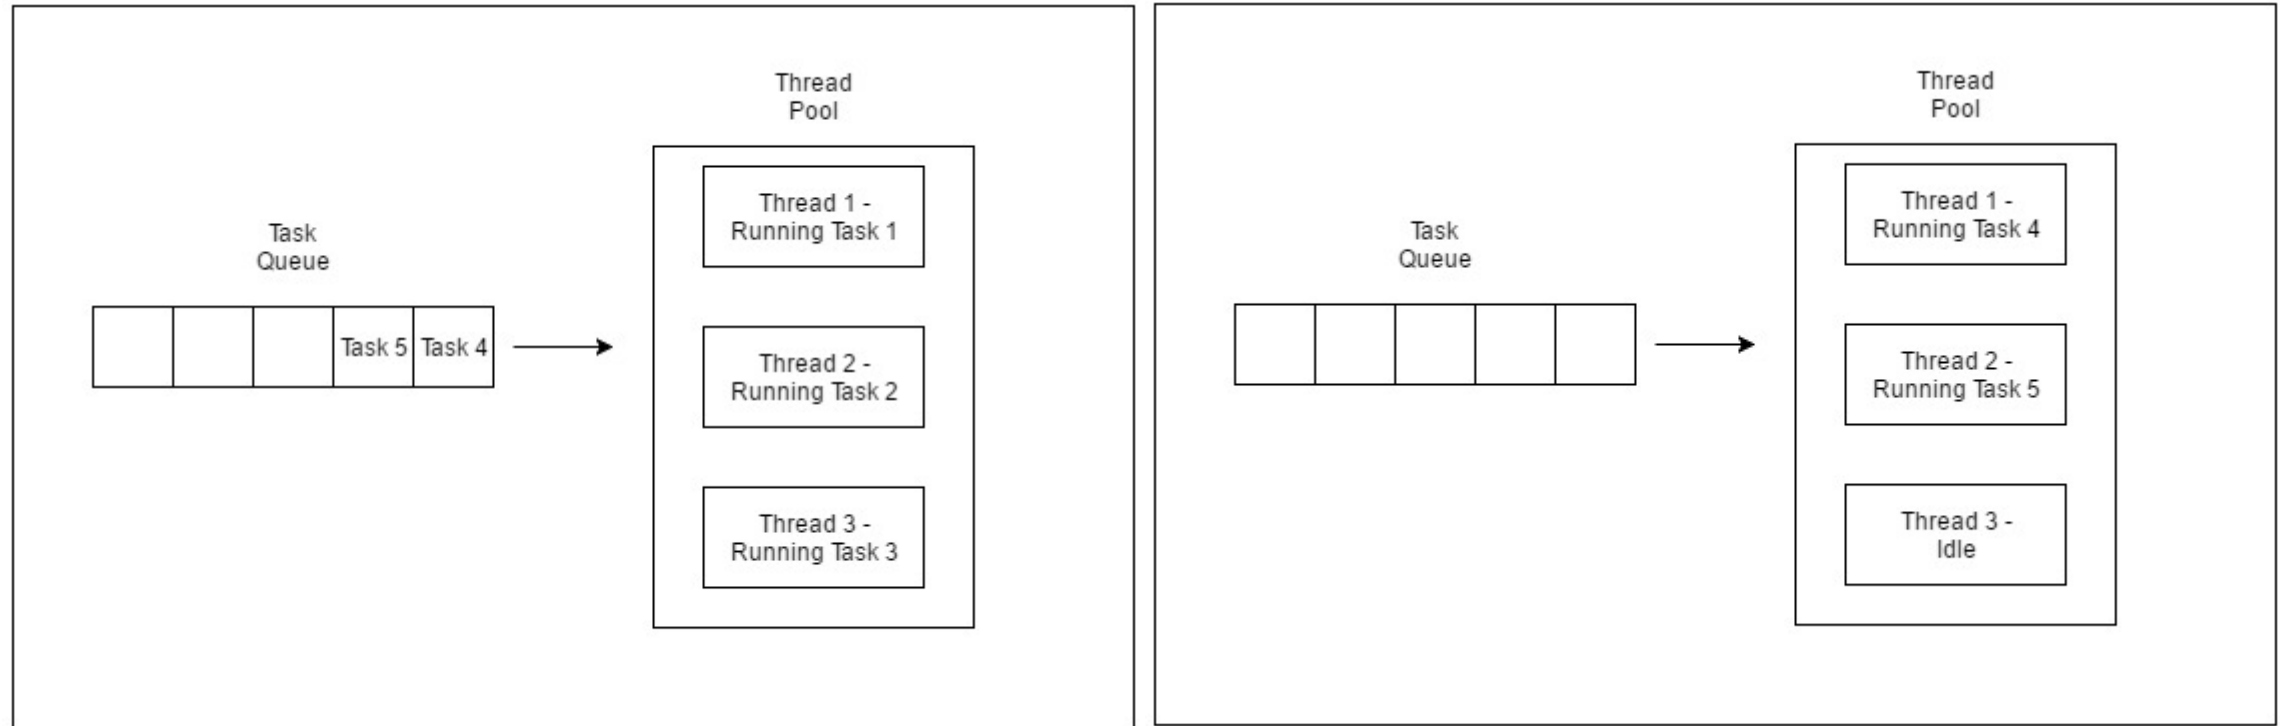 Thread
Pool
Thread 1 -
Running Task 1
Task
Queue
Task 5 Task 4
Thread 2 -
Running Task 2
Thread 3 -
Running Task 3
Thread
Pool
Thread 1 -
Running Task 4
Task
Queue
Thread 2 -
Running Task 5
Thread 3 -
Idle